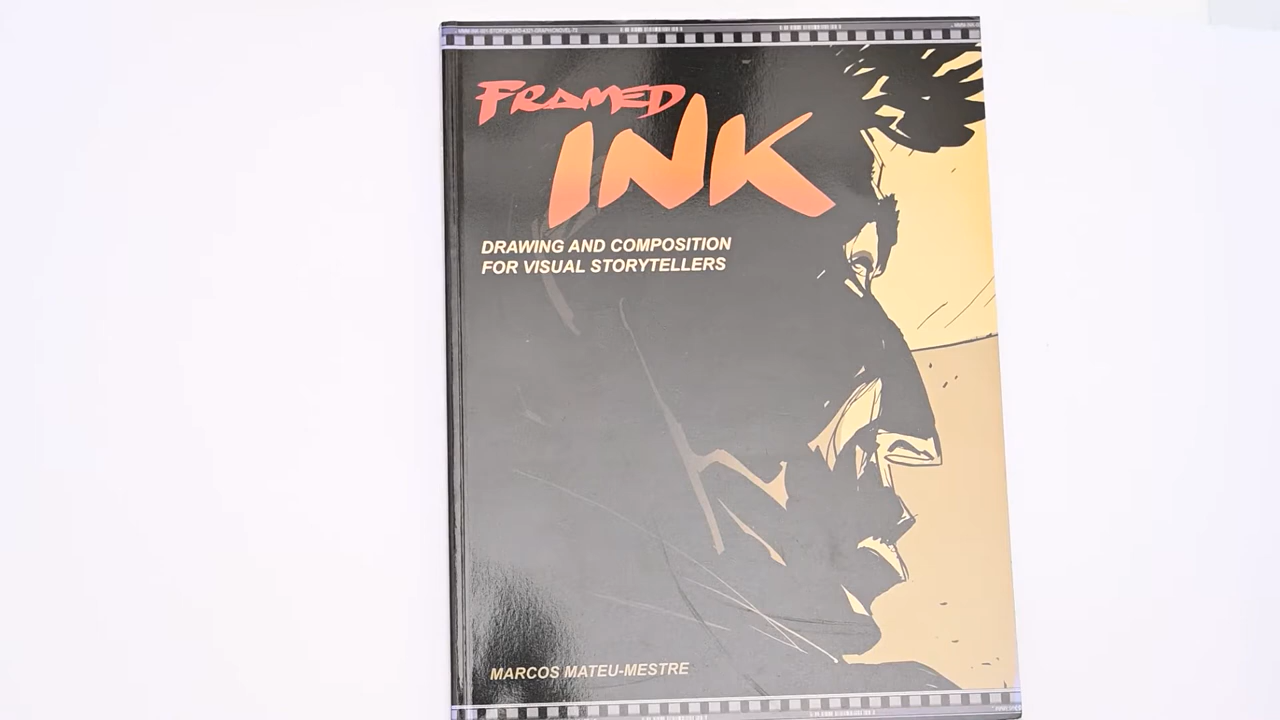 FRAMED
INK
DRAWING AND COMPOSITION
FOR VISUAL STORYTELLERS
MARCOS MATEU-MESTRE